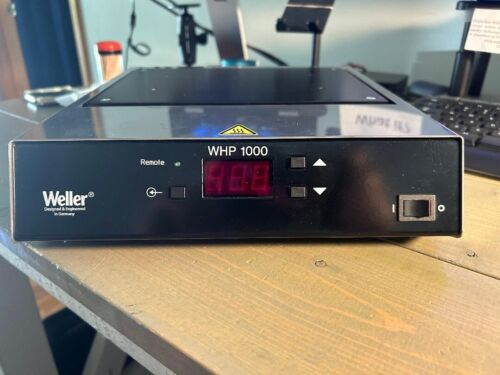 WHP 1000
Remote
Weller®
Designed & Engineered
in Germany
I
O